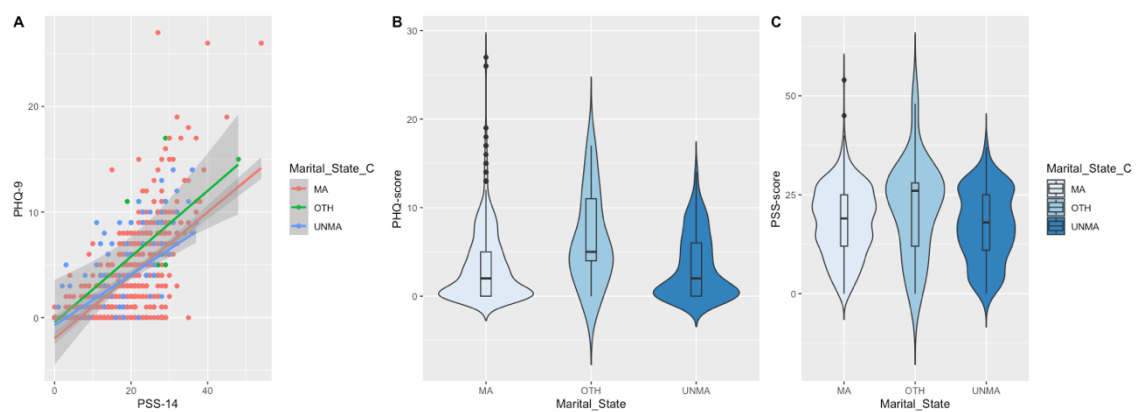 A
PHQ-9
20
10
0
0
20
40
PSS-14
Marital_State_C
MA
OTH
UNMA
B
PHQ-score
30
20
10
0
MA
OTH
UNMA
Marital_State
C
PSS-score
50
25
0
MA
OTH
UNMA
Marital_State
Marital_State_C
MA
OTH
UNMA